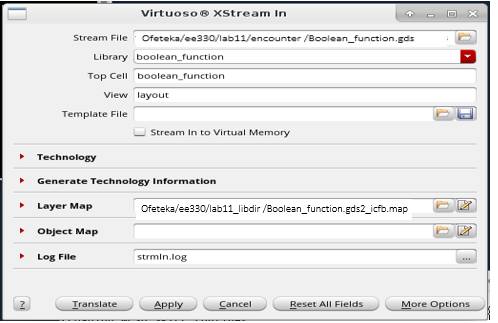 Virtuoso® XStream In
Stream File Ofeteka/ee330/lab11/encounter /Boolean_function.gds
Library boolean_function
Top Cell boolean_function
View layout
Template File
Stream In to Virtual Memory
Technology
Generate Technology Information
Layer Map Ofeteka/ee330/lab11_libdir /Boolean_function.gds2_icfb.map
Object Map
Log File strmIn.log ...
? Translate Apply Cancel Reset All Fields More Options